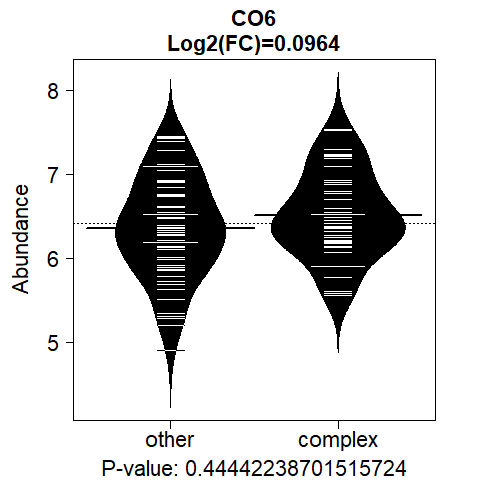 CO6
Log2(FC)=0.0964
Abundance
8
7
6
5
other complex
P-value: 0.44442238701515724